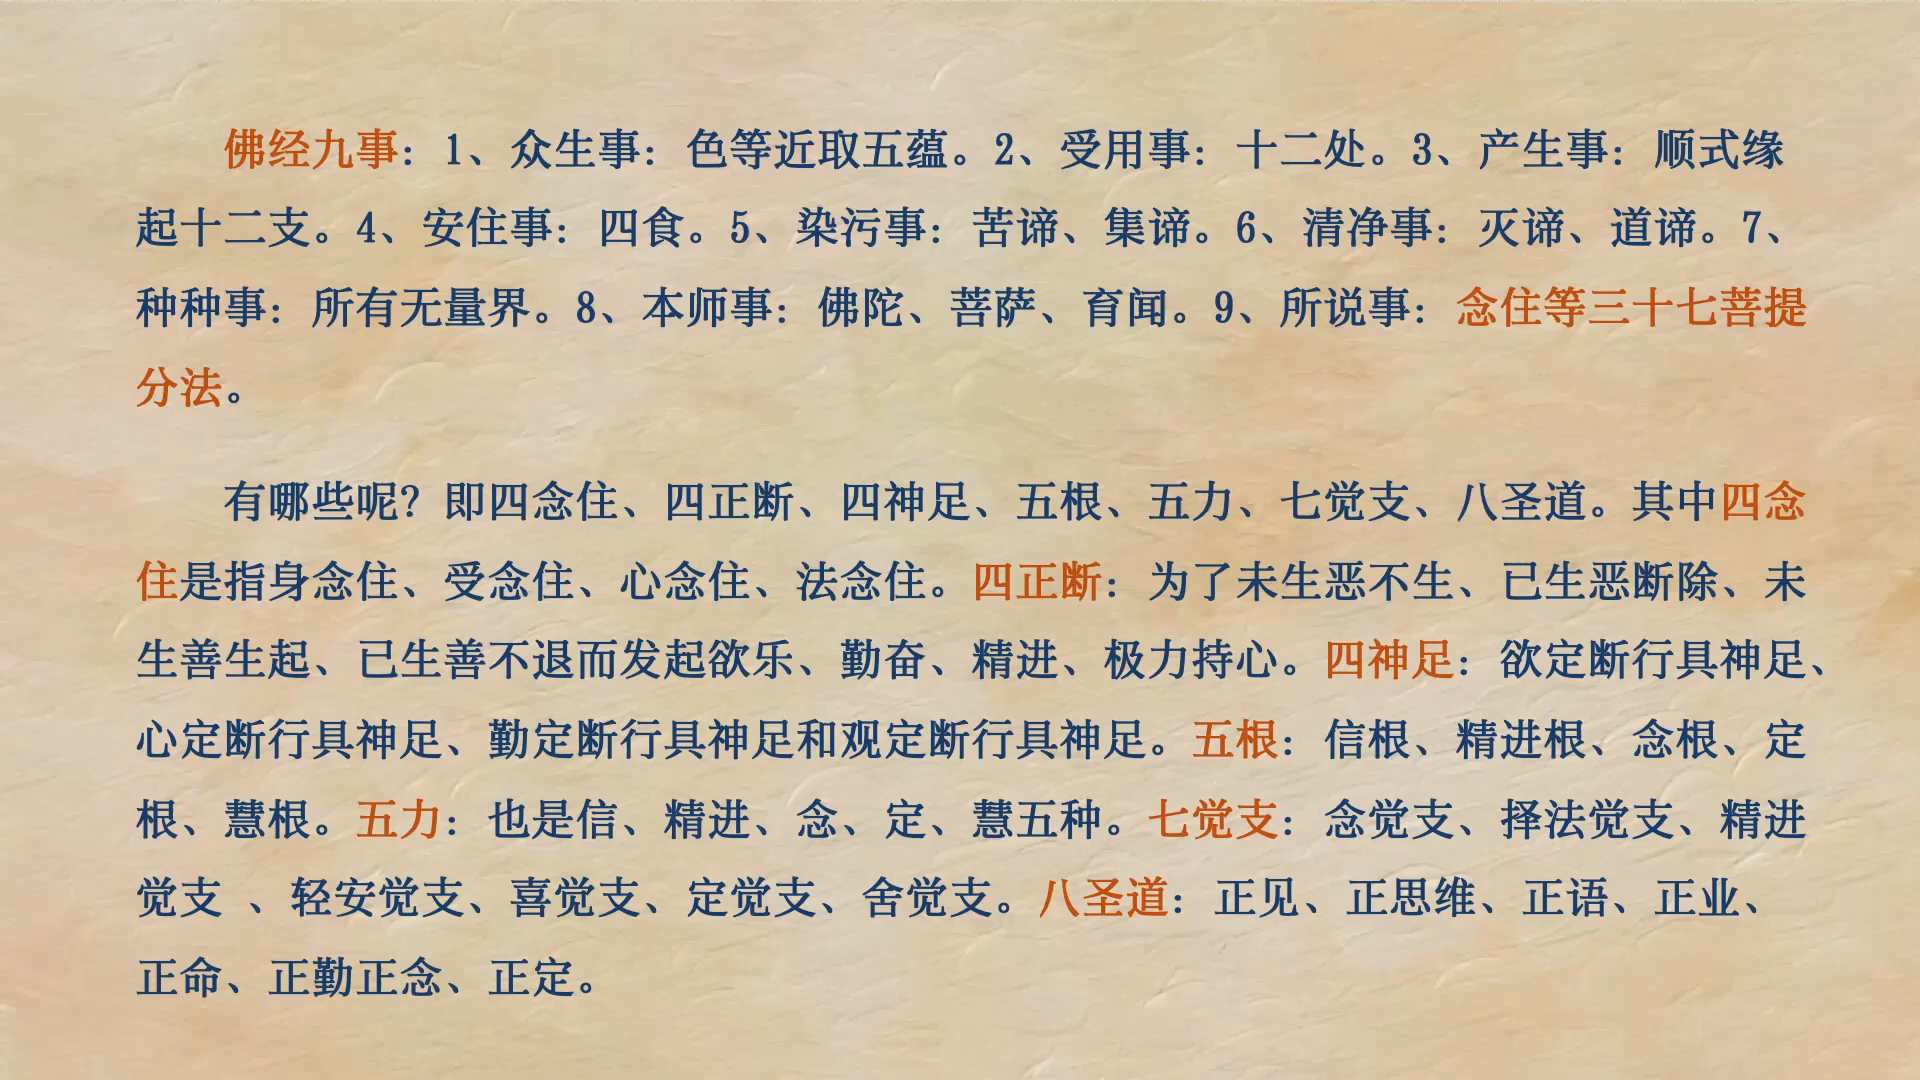 佛经九事：1、众生事：色等近取五蕴。2、受用事：十二处。3、产生事：顺式缘
起十二支。4、安住事：四食。5、染污事：苦谛、集谛。6、清净事：灭谛、道谛。7、
种种事：所有无量界。8、本师事：佛陀、菩萨、育闻。9、所说事：念住等三十七菩提
分法。
有哪些呢？即四念住、四正断、四神足、五根、五力、七觉支、八圣道。其中四念
住是指身念住、受念住、心念住、法念住。四正断：为了未生恶不生、已生恶断除、未
生善生起、已生善不退而发起欲乐、勤奋、精进、极力持心。四神足：欲定断行具神足、
心定断行具神足、勤定断行具神足和观定断行具神足。五根：信根、精进根、念根、定
根、慧根。五力：也是信、精进、念、定、慧五种。七觉支：念觉支、择法觉支、精进
觉支 、轻安觉支、喜觉支、定觉支、舍觉支。八圣道：正见、正思维、正语、正业、
正命、正勤正念、正定。